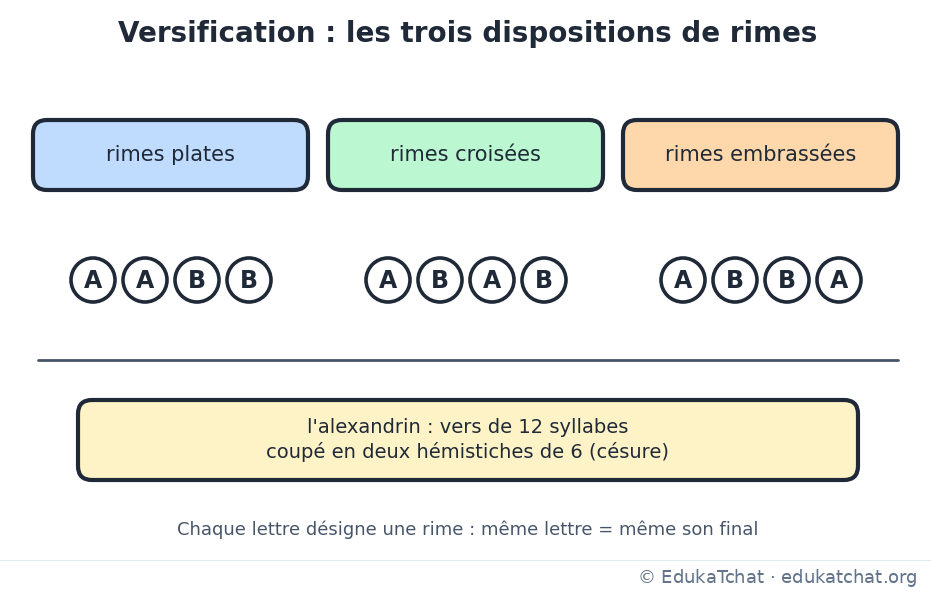 Versification : les trois dispositions de rimes
rimes plates
rimes croisées
rimes embrassées
A A B B
A B A B
A B B A
l'alexandrin : vers de 12 syllabes
coupé en deux hémistiches de 6 (césure)
Chaque lettre désigne une rime : même lettre = même son final
© EdukaTchat · edukatchat.org